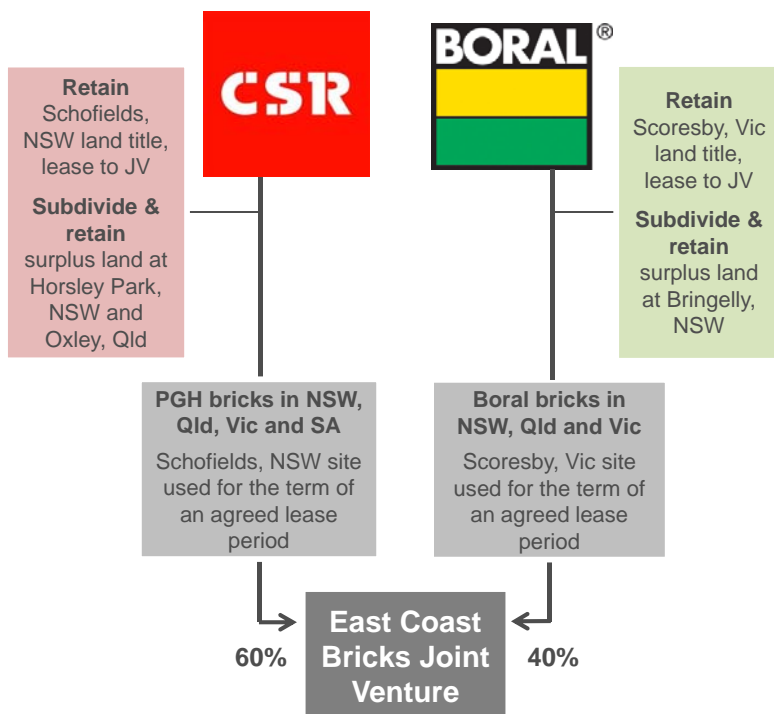 CSR
BORAL®
Retain
Schofields,
NSW land title,
lease to JV
Subdivide &
retain
surplus land at
Horsley Park,
NSW and
Oxley, Qld
Retain
Scoresby, Vic
land title,
lease to JV
Subdivide &
retain
surplus land
at Bringelly,
NSW
PGH bricks in NSW,
Qld, Vic and SA
Schofields, NSW site
used for the term of
an agreed lease
period
Boral bricks in
NSW, Qld and Vic
Scoresby, Vic site
used for the term of
an agreed lease
period
60%
East Coast
Bricks Joint
Venture
40%